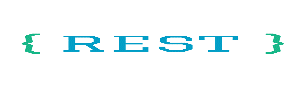 { REST }